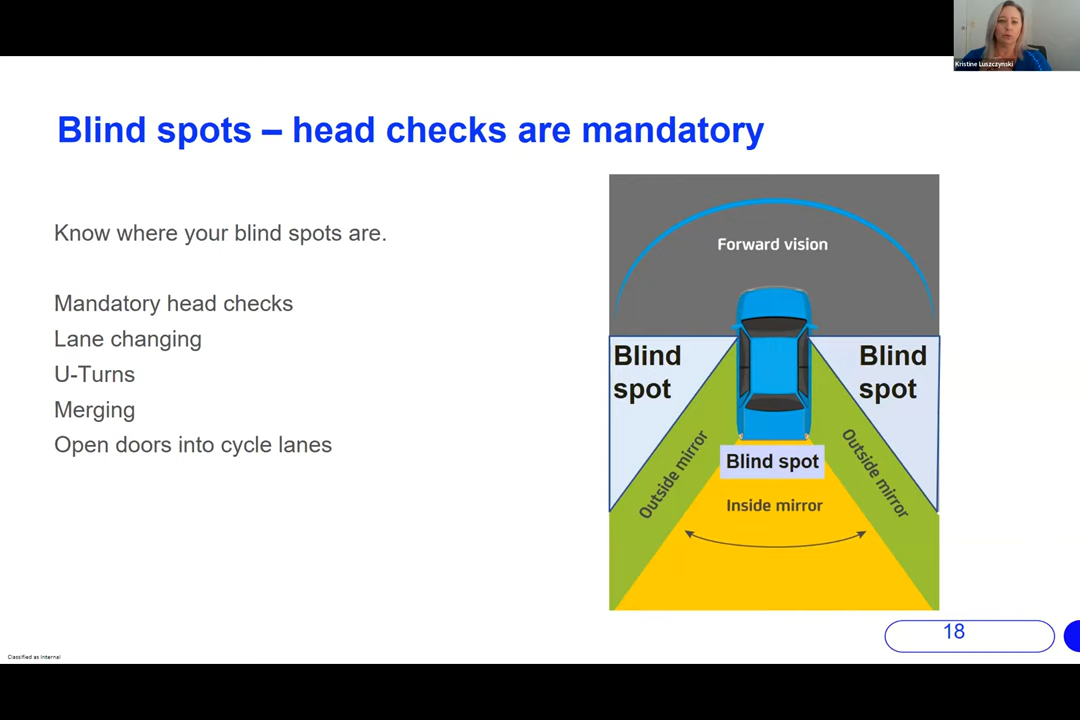 Kristine Luszczynski
Blind spots – head checks are mandatory
Know where your blind spots are.
Mandatory head checks
Lane changing
U-Turns
Merging
Open doors into cycle lanes
Forward vision
Blind
spot
Blind
spot
Outside mirror
Blind spot
Outside mirror
Inside mirror
18
Classified as Internal